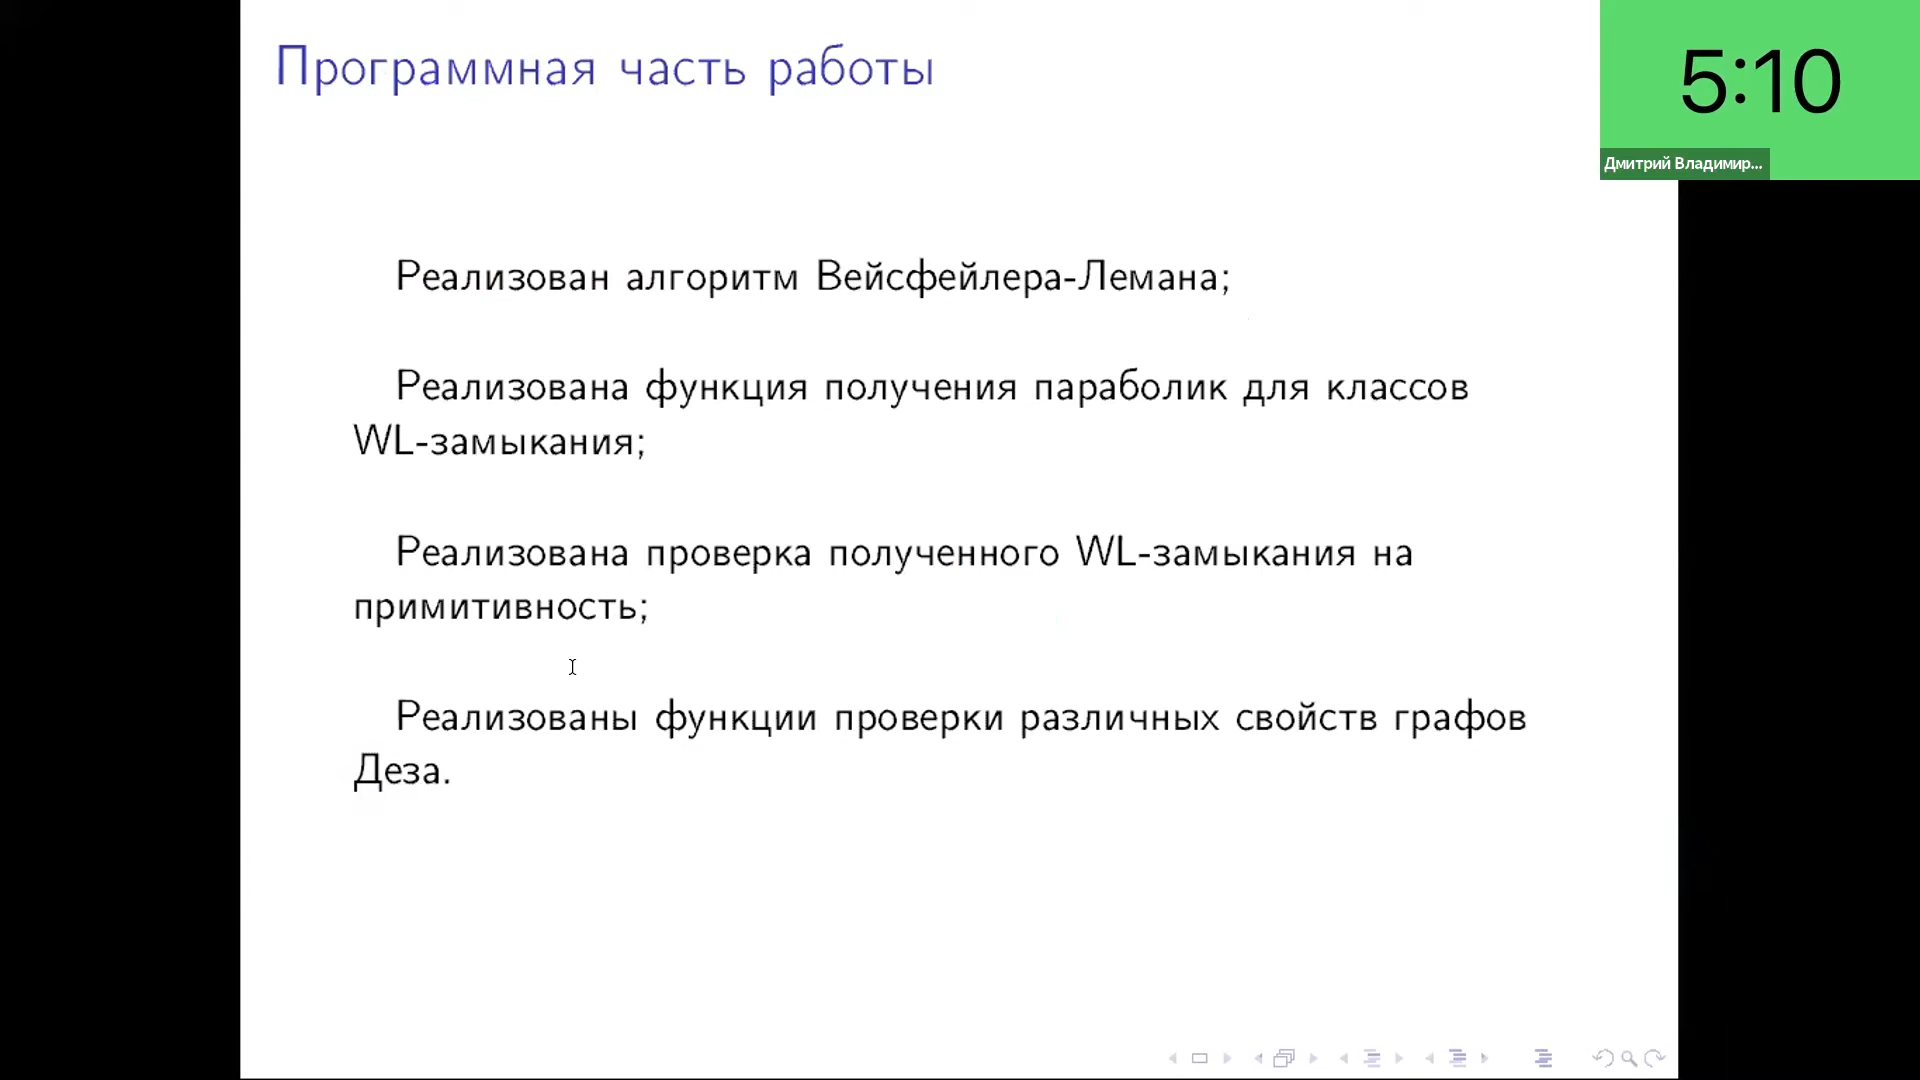 Программная часть работы
5:10
Дмитрий Владимир...
Реализован алгоритм Вейсфейлера-Лемана;
Реализована функция получения параболик для классов
WL-замыкания;
Реализована проверка полученного WL-замыкания на
примитивность;
Реализованы функции проверки различных свойств графов
Деза.